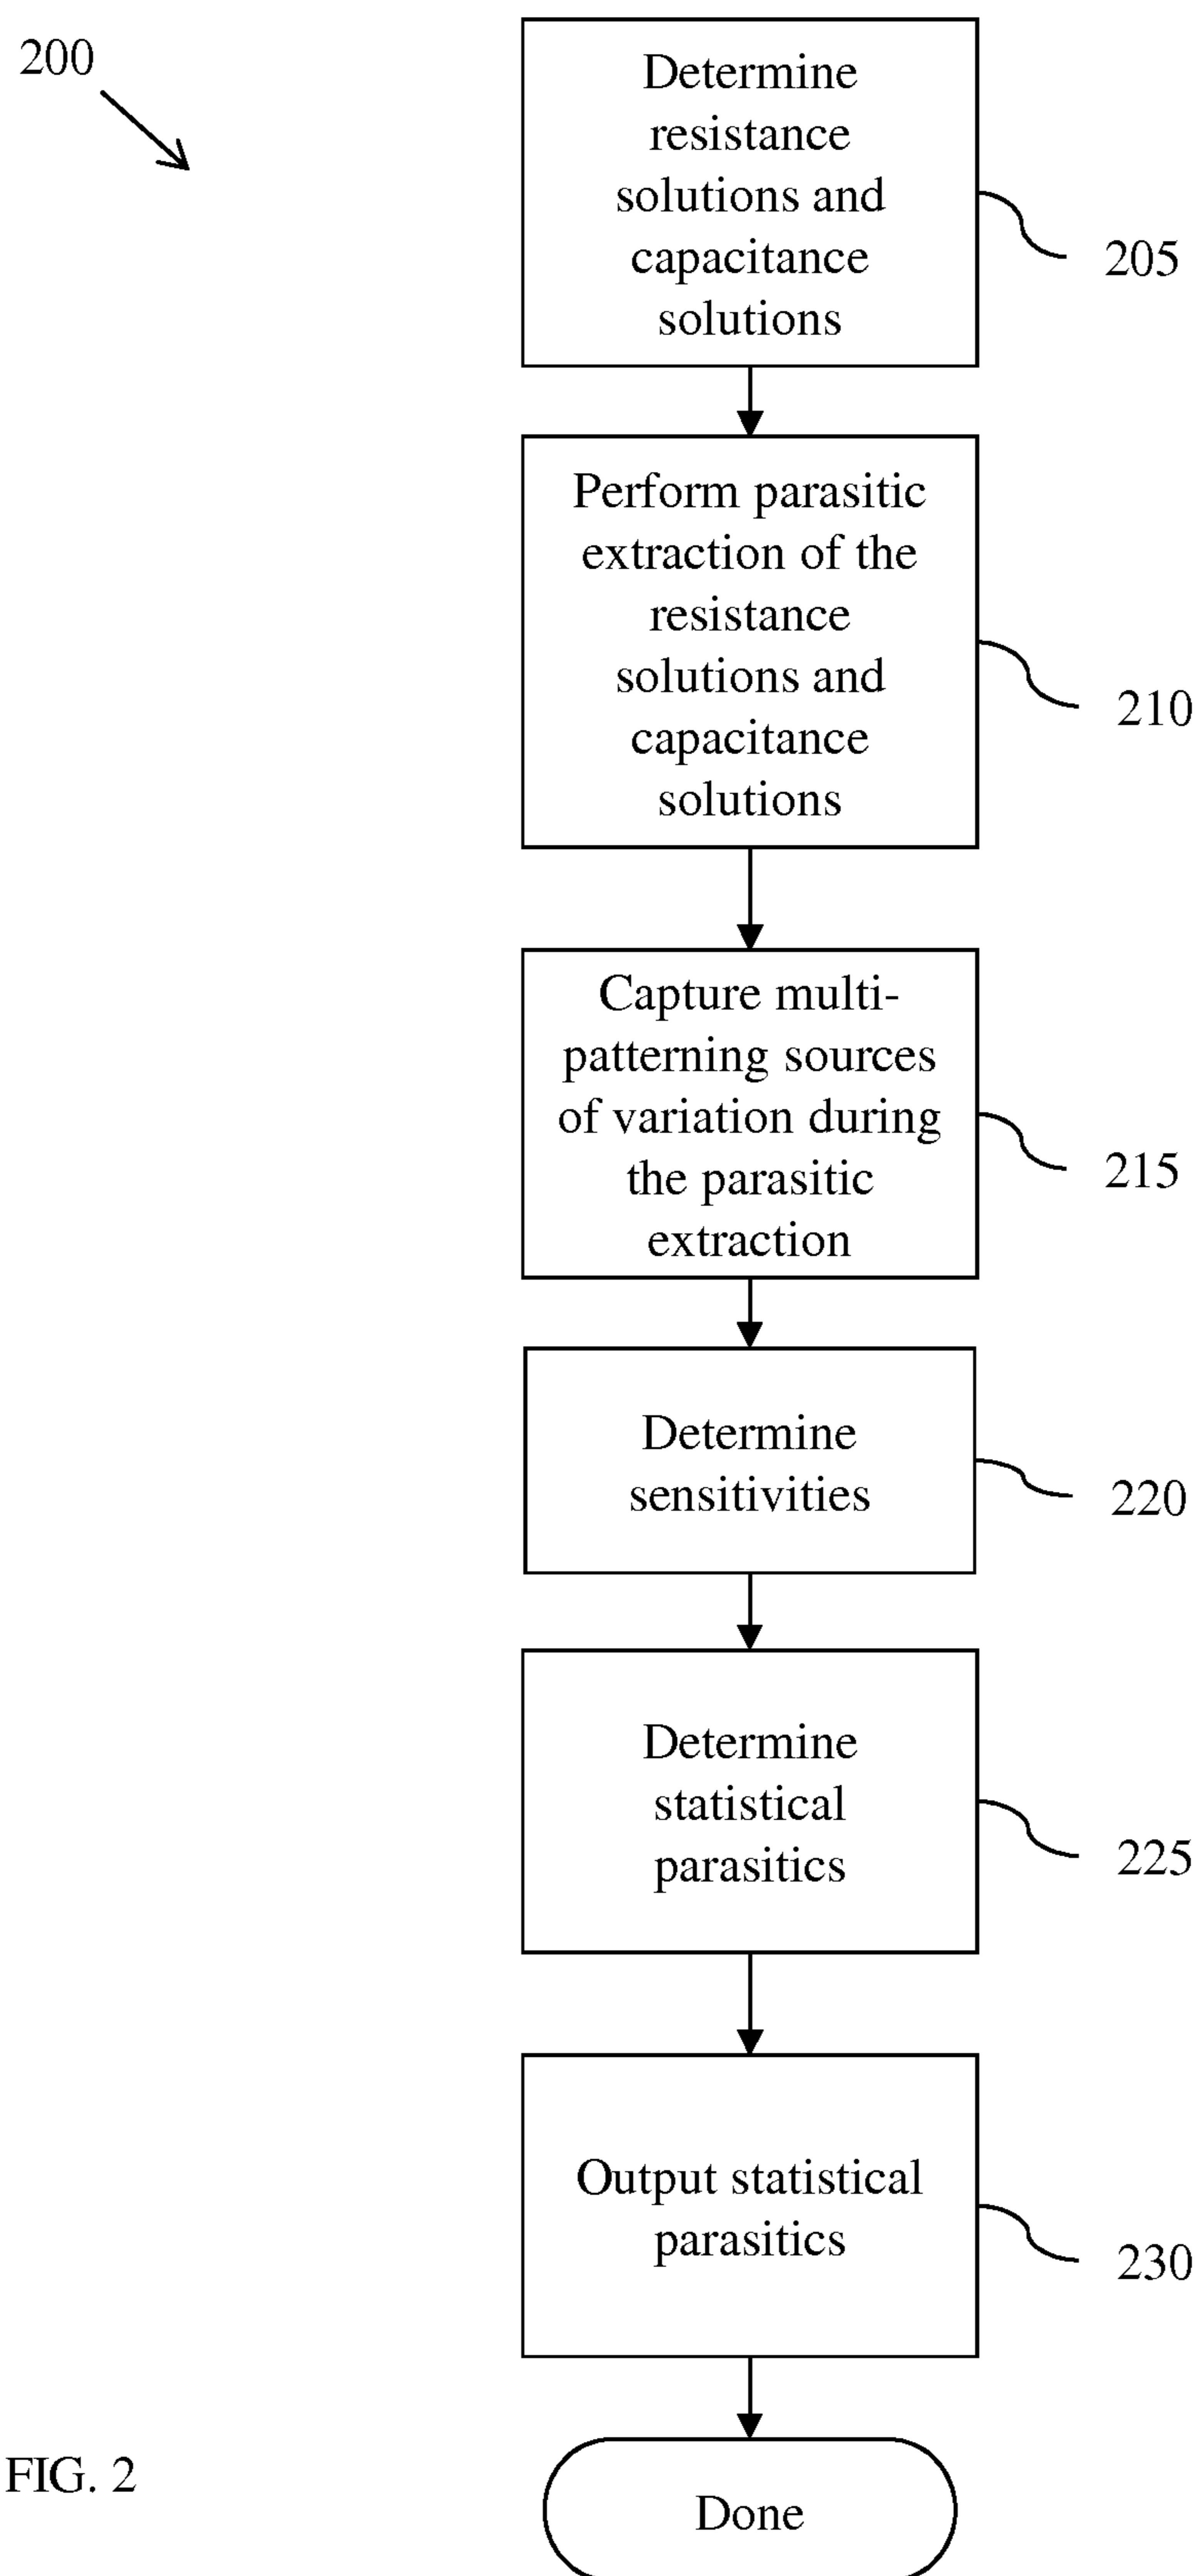 200
Determine
resistance
solutions and
capacitance
solutions
205
Perform parasitic
extraction of the
resistance
solutions and
capacitance
solutions
210
Capture multi-
patterning sources
of variation during
the parasitic
extraction
215
Determine
sensitivities
220
Determine
statistical
parasitics
225
Output statistical
parasitics
230
FIG. 2
Done